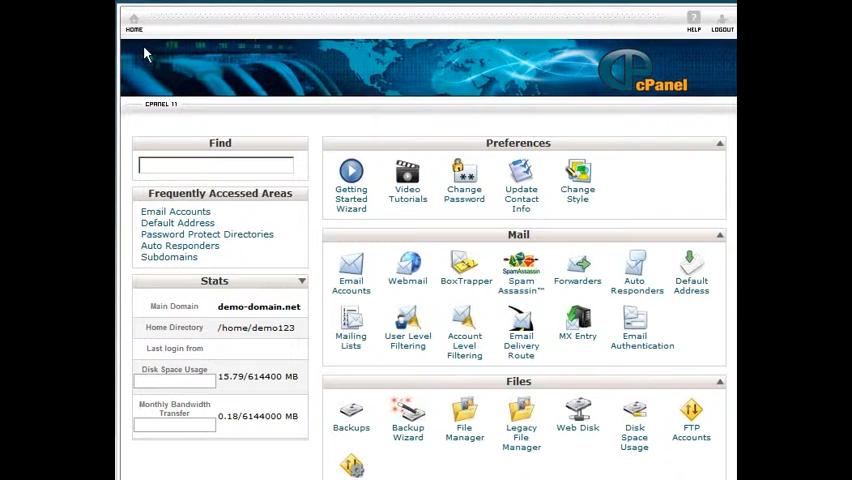 HOME
HELP
LOGOUT
cPanel
CPANEL 11
Find
Frequently Accessed Areas
Email Accounts
Default Address
Password Protect Directories
Auto Responders
Subdomains
Stats
Main Domain demo-domain.net
Home Directory /home/demo123
Last login from
Disk Space Usage
15.79/614400 MB
Monthly Bandwidth
Transfer
0.18/6144000 MB
Preferences
Getting
Started
Wizard
Video
Tutorials
Change
Password
Update
Contact
Info
Change
Style
Mail
Email
Accounts
Webmail
BoxTrapper
SpamAssassin
Spam
Assassin™
Forwarders
Auto
Responders
Default
Address
Mailing
Lists
User Level
Filtering
Account
Level
Filtering
Email
Delivery
Route
MX Entry
Email
Authentication
Files
Backups
Backup
Wizard
File
Manager
Legacy
File
Manager
Web Disk
Disk
Space
Usage
FTP
Accounts